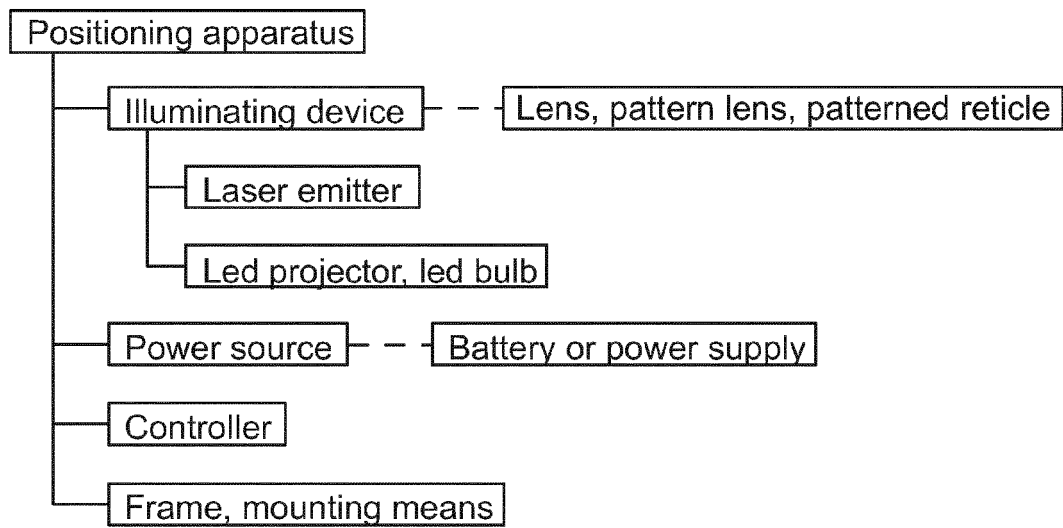 Positioning apparatus
Illuminating device
Lens, pattern lens, patterned reticle
Laser emitter
Led projector, led bulb
Power source
Battery or power supply
Controller
Frame, mounting means